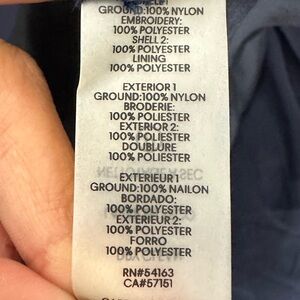 GROUND:100% NYLON
EMBROIDERY:
100% POLYESTER
SHELL 2:
100% POLYESTER
LINING
100% POLYESTER
EXTERIOR 1
GROUND:100% NYLON
BRODERIE:
100% POLIESTER
EXTERIOR 2:
100% POLIESTER
DOUBLURE
100% POLIESTER
EXTERIEUR 1
GROUND:100% NAILON
BORDADO:
100% POLYESTER
EXTERIEUR 2:
100% POLYESTER
FORRO
100% POLYESTER
RN#54163
CA#57151